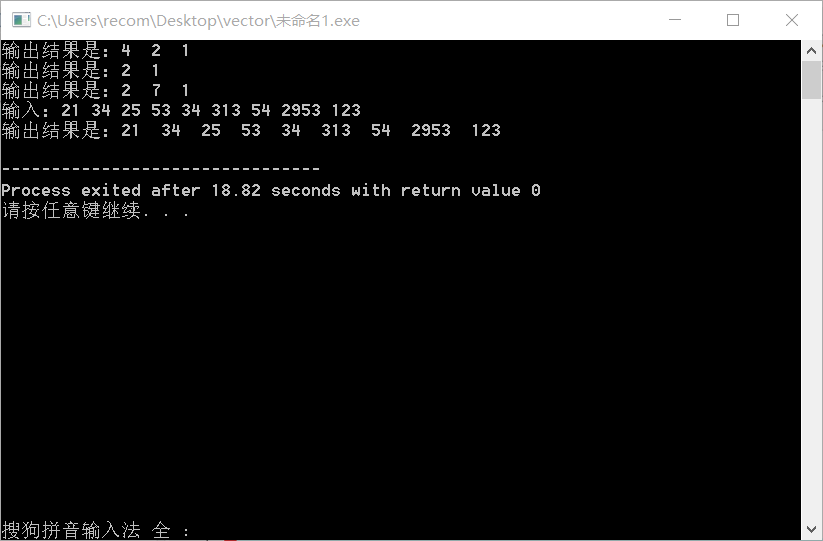 C:\Users\recom\Desktop\vector\未命名1.exe
输出结果是：4  2  1
输出结果是：2  1
输出结果是：2  7  1
输入：21 34 25 53 34 313 54 2953 123
输出结果是：21  34  25  53  34  313  54  2953  123
--------------------------------
Process exited after 18.82 seconds with return value 0
请按任意键继续. . .
搜狗拼音输入法 全 ：